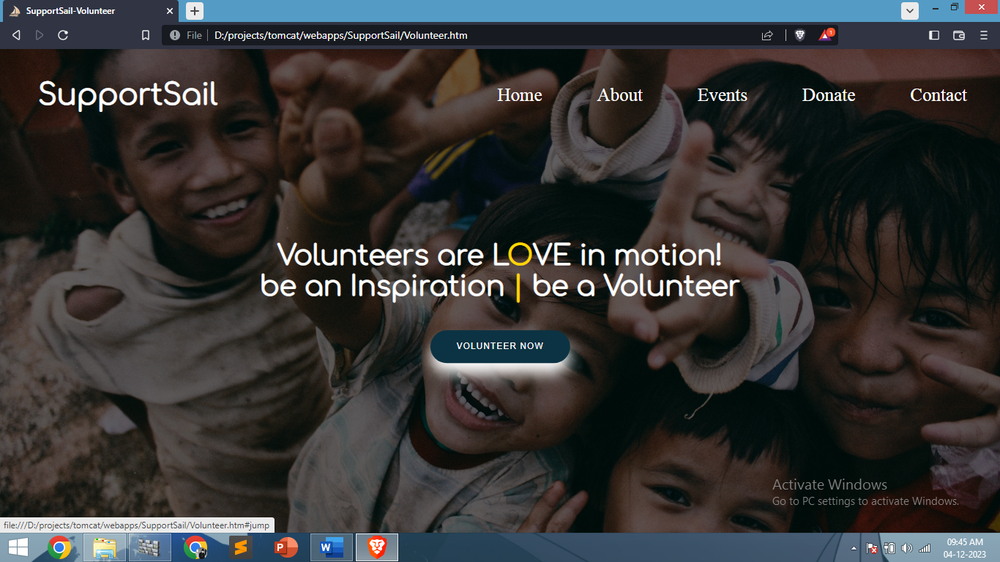 SupportSail-Volunteer
File
D:/projects/tomcat/webapps/SupportSail/Volunteer.htm
1
SupportSail
Home
About
Events
Donate
Contact
Volunteers are LOVE in motion!
be an Inspiration | be a Volunteer
VOLUNTEER NOW
Activate Windows
Go to PC settings to activate Windows.
file:///D:/projects/tomcat/webapps/SupportSail/Volunteer.htm#jump
09:45 AM
04-12-2023